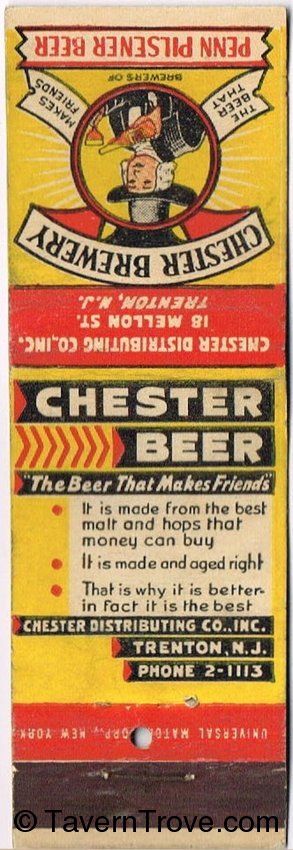 PENN PILSENER BEER
BREWERS OF
THE BEER THAT
MAKES FRIENDS
CHESTER BREWERY
CHESTER DISTRIBUTING CO., INC.
18 MELLON ST.
TRENTON, N.J.
CHESTER
BEER
"The Beer That Makes Friends"
It is made from the best
malt and hops that
money can buy
It is made and aged right
That is why it is better-
in fact it is the best
CHESTER DISTRIBUTING CO., INC.
TRENTON, N.J.
PHONE 2-1113
UNIVERSAL MATCH CORP., NEW YORK
© TavernTrove.com